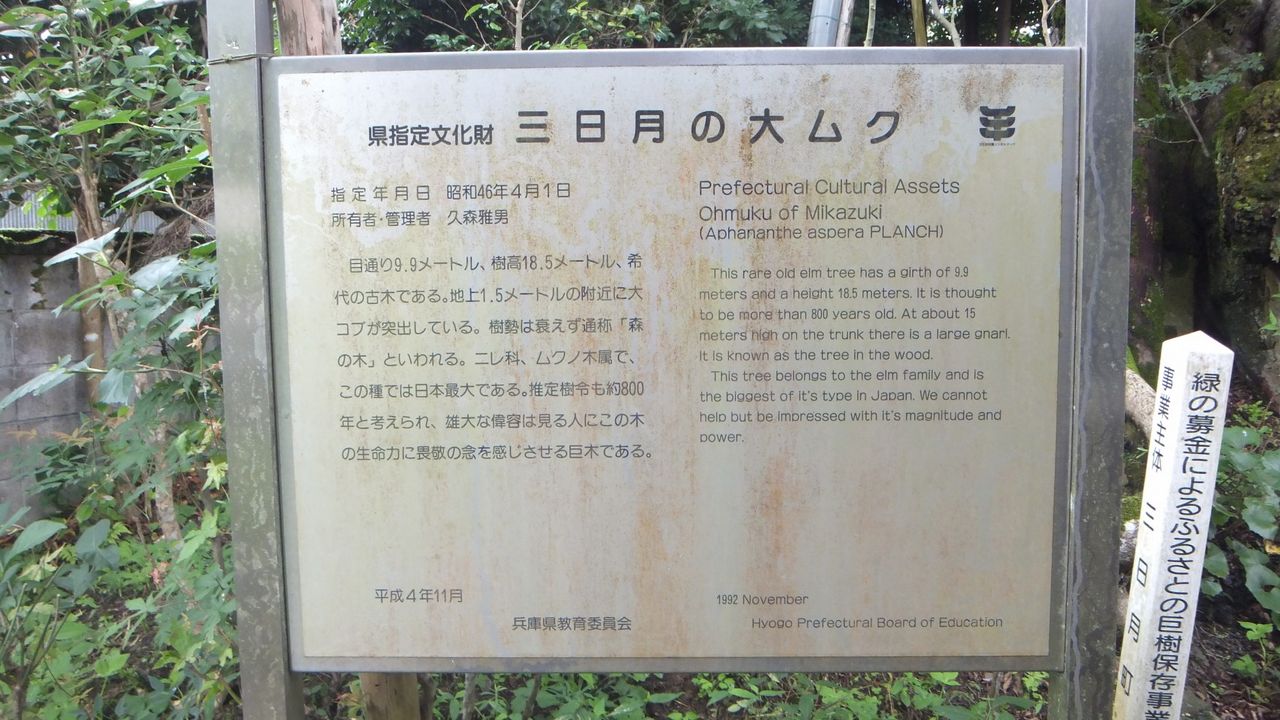 県指定文化財 三日月の大ムク
指定年月日 昭和46年4月1日
所有者・管理者 久森雅男
目通り9.9メートル、樹高18.5メートル、希
代の古木である。地上1.5メートルの附近に大
コブが突出している。樹勢は衰えず通称「森
の木」といわれる。ニレ科、ムクノ木属で、
この種では日本最大である。推定樹令も約800
年と考えられ、雄大な偉容は見る人にこの木
の生命力に畏敬の念を感じさせる巨木である。
平成4年11月
兵庫県教育委員会
Prefectural Cultural Assets
Ohmuku of Mikazuki
(Aphananthe aspera PLANCH)
This rare old elm tree has a girth of 9.9
meters and a height 18.5 meters. It is thought
to be more than 800 years old. At about 15
meters high on the trunk there is a large gnarl.
It is known as the tree in the wood.
This tree belongs to the elm family and is
the biggest of it's type in Japan. We cannot
help but be impressed with it's magnitude and
power.
1992 November
Hyogo Prefectural Board of Education
緑の募金によるふるさとの巨樹保存事業
事業主体 三日月町